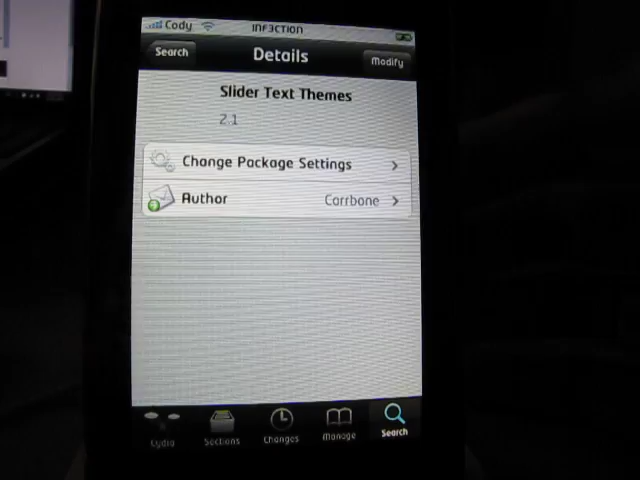 Cody INF3CTION
Search Details Modify
Slider Text Themes
2.1
Change Package Settings
Author Corrbone
Cydia Sections Changes Manage Search